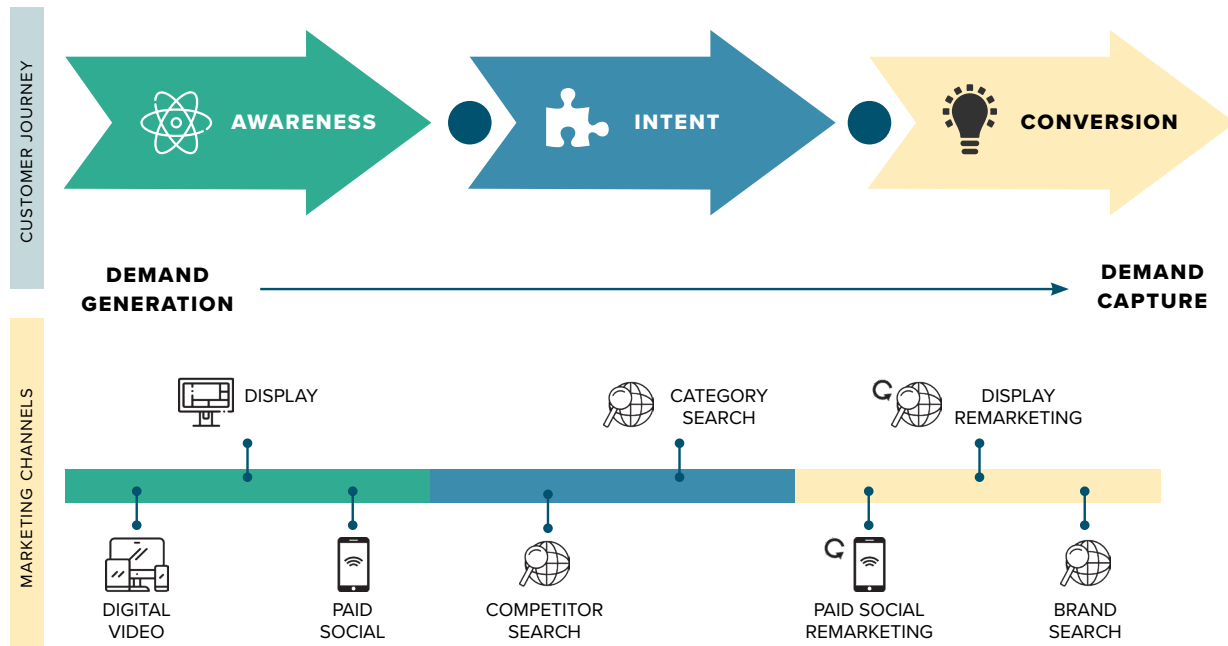 CUSTOMER JOURNEY
AWARENESS
INTENT
CONVERSION
DEMAND
GENERATION
DEMAND
CAPTURE
MARKETING CHANNELS
DISPLAY
CATEGORY
SEARCH
DISPLAY
REMARKETING
DIGITAL
VIDEO
PAID
SOCIAL
COMPETITOR
SEARCH
PAID SOCIAL
REMARKETING
BRAND
SEARCH